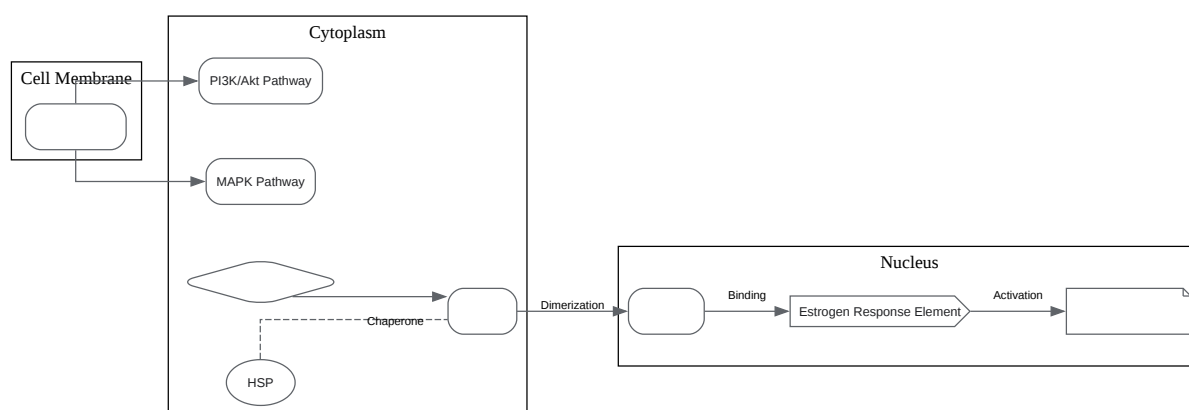 Cytoplasm
Cell Membrane
PI3K/Akt Pathway
MAPK Pathway
Nucleus
Dimerization
Binding
Estrogen Response Element
Activation
Chaperone
HSP